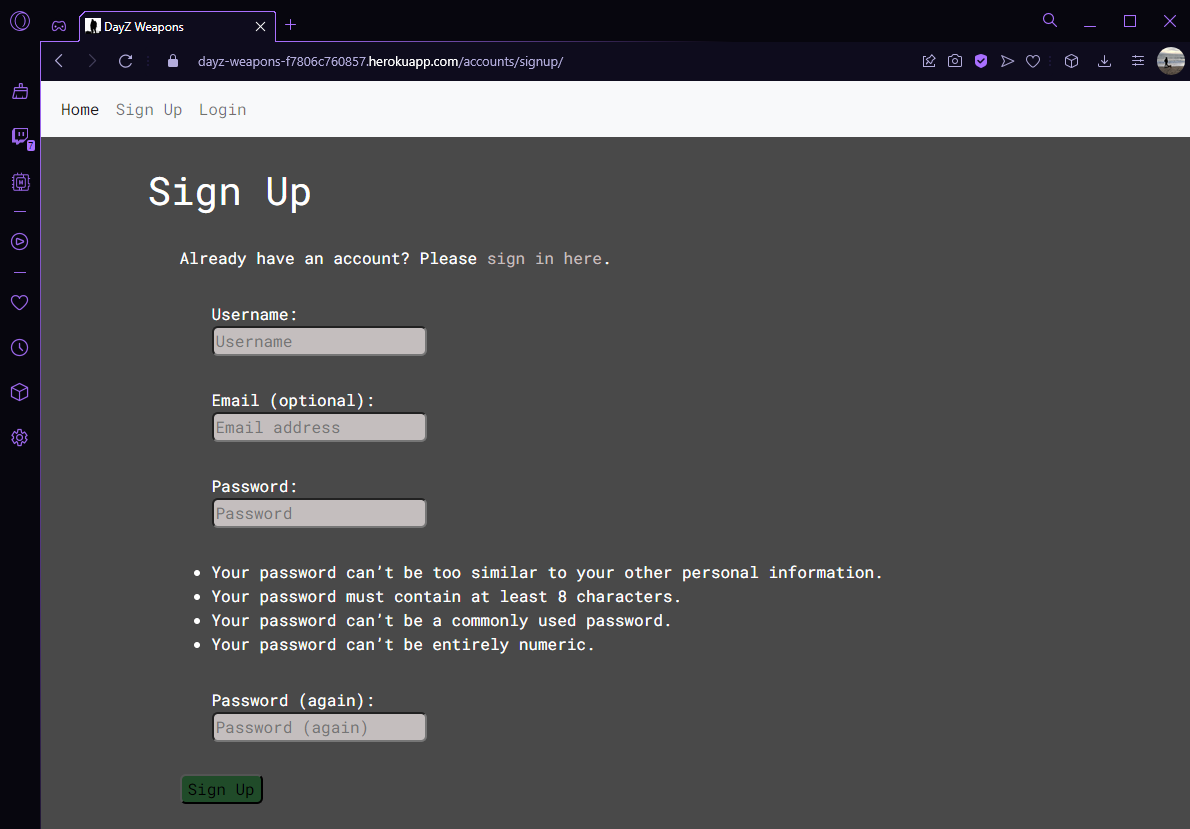 DayZ Weapons
dayz-weapons-f7806c760857.herokuapp.com/accounts/signup/
7
Home Sign Up Login
Sign Up
Already have an account? Please sign in here.
Username:
Username
Email (optional):
Email address
Password:
Password
• Your password can’t be too similar to your other personal information.
• Your password must contain at least 8 characters.
• Your password can’t be a commonly used password.
• Your password can’t be entirely numeric.
Password (again):
Password (again)
Sign Up